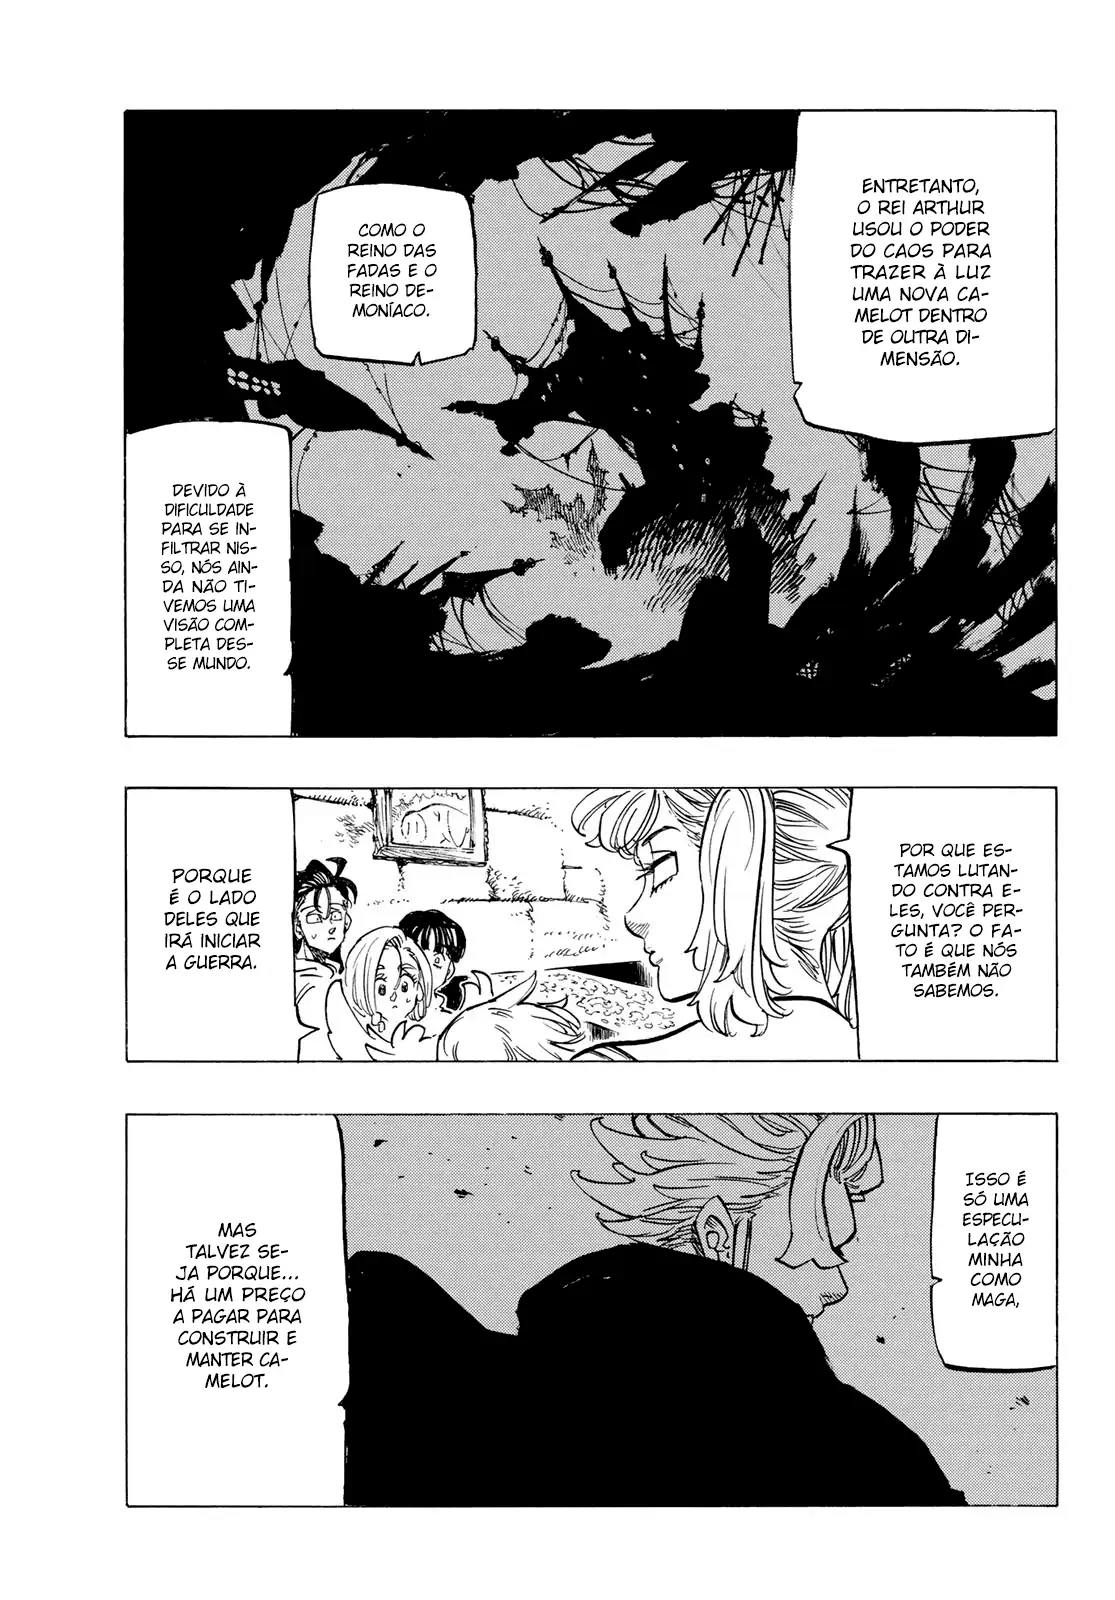 ENTRETANTO,
O REI ARTHUR
USOU O PODER
DO CAOS PARA
TRAZER À LUZ
UMA NOVA CA-
MELOT DENTRO
DE OUTRA DI-
MENSÃO.
COMO O
REINO DAS
FADAS E O
REINO DE-
MONÍACO.
DEVIDO À
DIFICULDADE
PARA SE IN-
FILTRAR NIS-
SO, NÓS AIN-
DA NÃO TI-
VEMOS UMA
VISÃO COM-
PLETA DES-
SE MUNDO.
POR QUE ES-
TAMOS LUTAN-
DO CONTRA E-
LES, VOCÊ PER-
GUNTA? O FA-
TO É QUE NÓS
TAMBÉM NÃO
SABEMOS.
PORQUE
É O LADO
DELES QUE
IRÁ INICIAR
A GUERRA.
ISSO É
SÓ UMA
ESPECU-
LAÇÃO
MINHA
COMO
MAGA,
MAS
TALVEZ SE-
JA PORQUE...
HÁ UM PREÇO
A PAGAR PARA
CONSTRUIR E
MANTER CA-
MELOT.